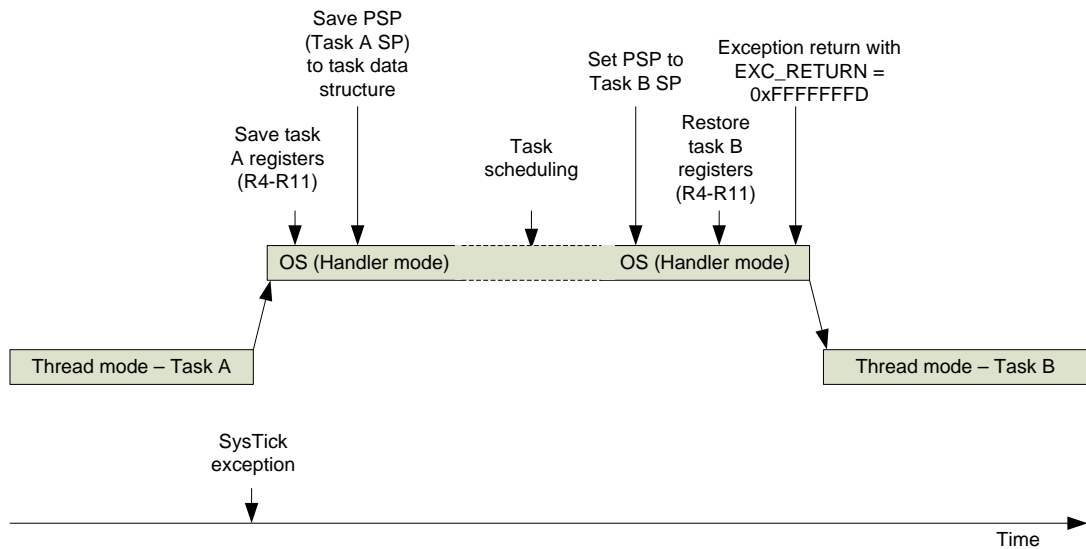 Save PSP
(Task A SP)
to task data
structure
Exception return with
EXC_RETURN =
0xFFFFFFFD
Set PSP to
Task B SP
Save task
A registers
(R4-R11)
Task
scheduling
Restore
task B
registers
(R4-R11)
OS (Handler mode)
OS (Handler mode)
Thread mode – Task A
Thread mode – Task B
SysTick
exception
Time